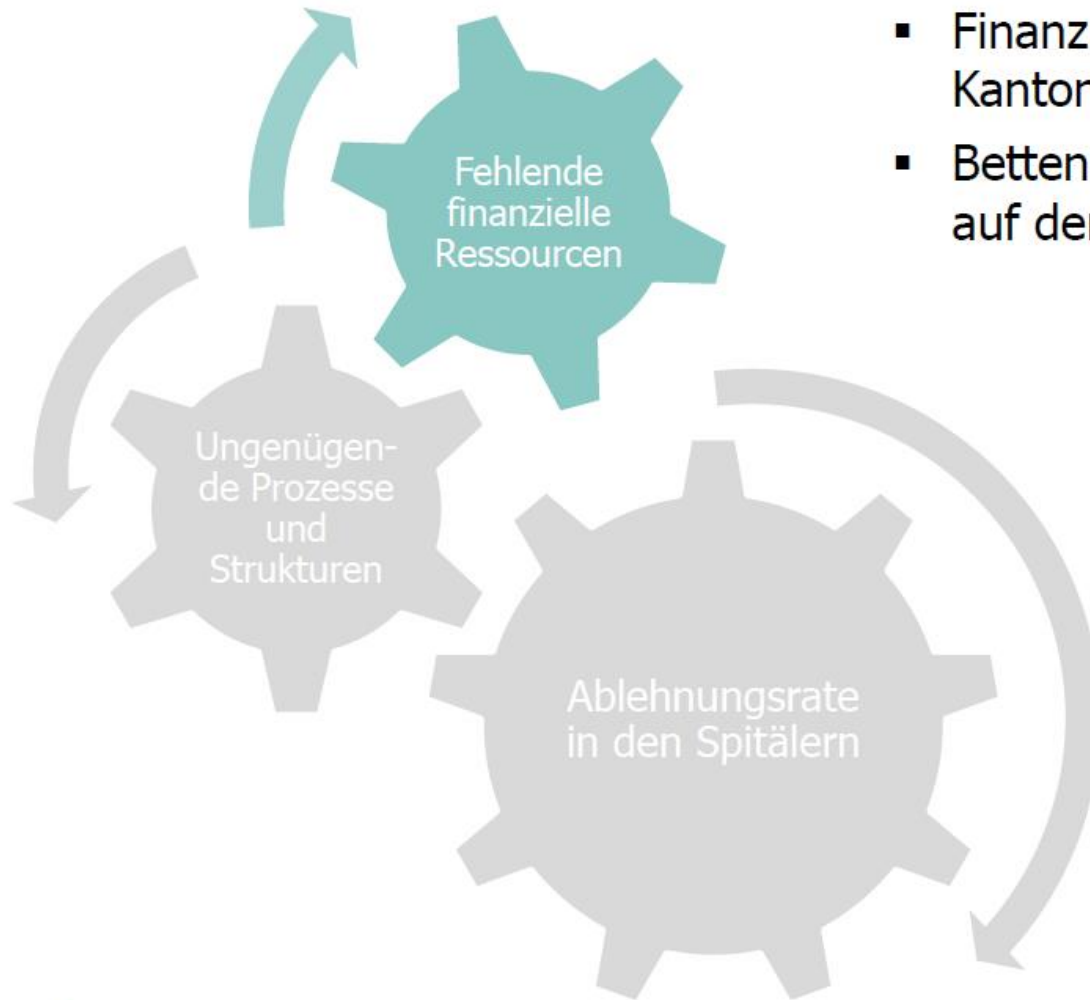 ▪ Finanz
Kanton
▪ Betten
auf der
Fehlende
finanzielle
Ressourcen
Ungenügen-
de Prozesse
und
Strukturen
Ablehnungsrate
in den Spitälern